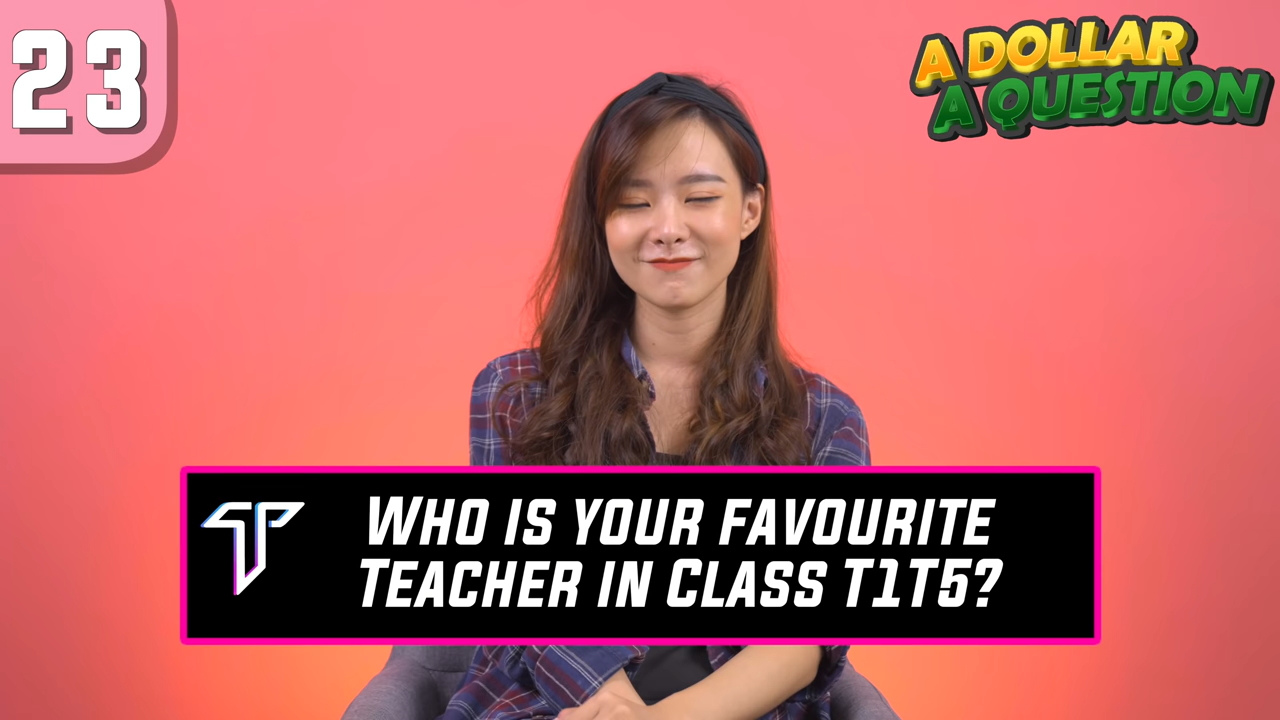 23
A DOLLAR
A QUESTION
WHO IS YOUR FAVOURITE
TEACHER IN CLASS T1T5?